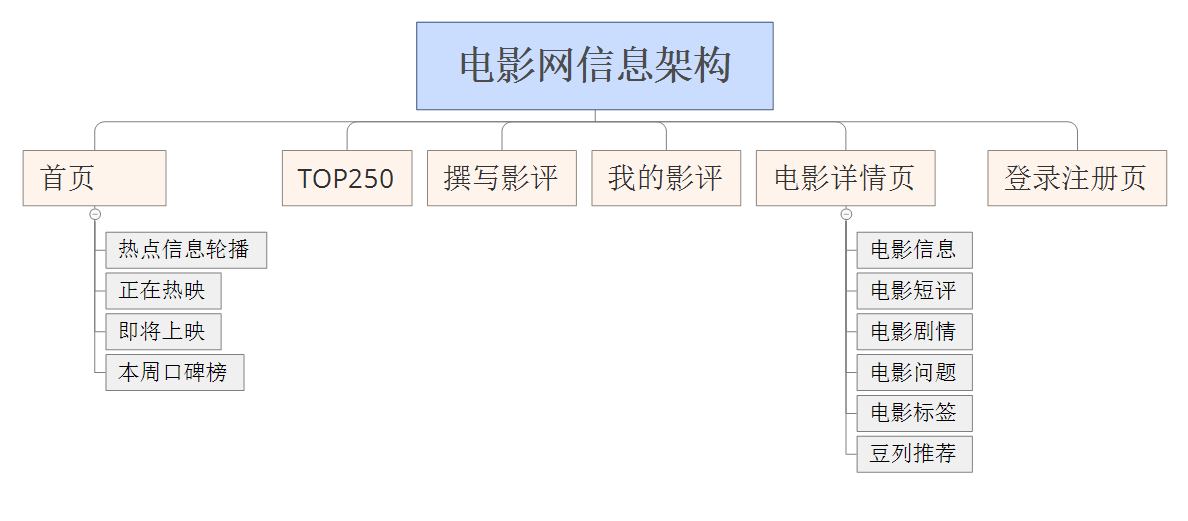 电影网信息架构
首页
TOP250
撰写影评
我的影评
电影详情页
登录注册页
热点信息轮播
正在热映
即将上映
本周口碑榜
电影信息
电影短评
电影剧情
电影问题
电影标签
豆列推荐